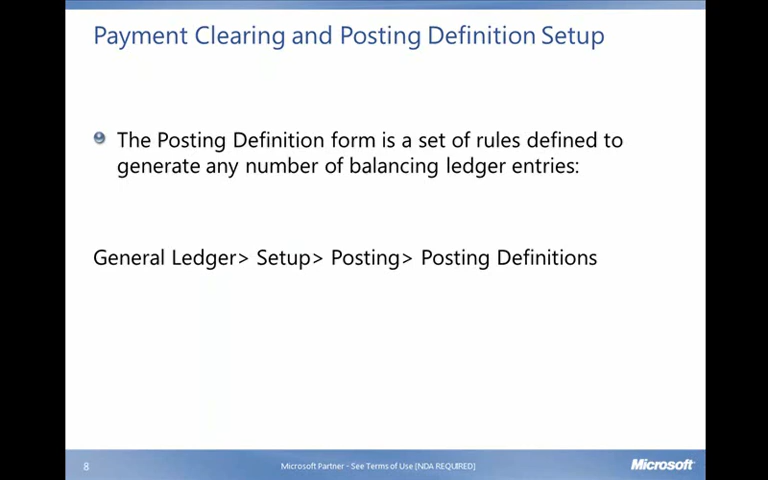 Payment Clearing and Posting Definition Setup
The Posting Definition form is a set of rules defined to
generate any number of balancing ledger entries:
General Ledger> Setup> Posting> Posting Definitions
8
Microsoft Partner - See Terms of Use [NDA REQUIRED]
Microsoft